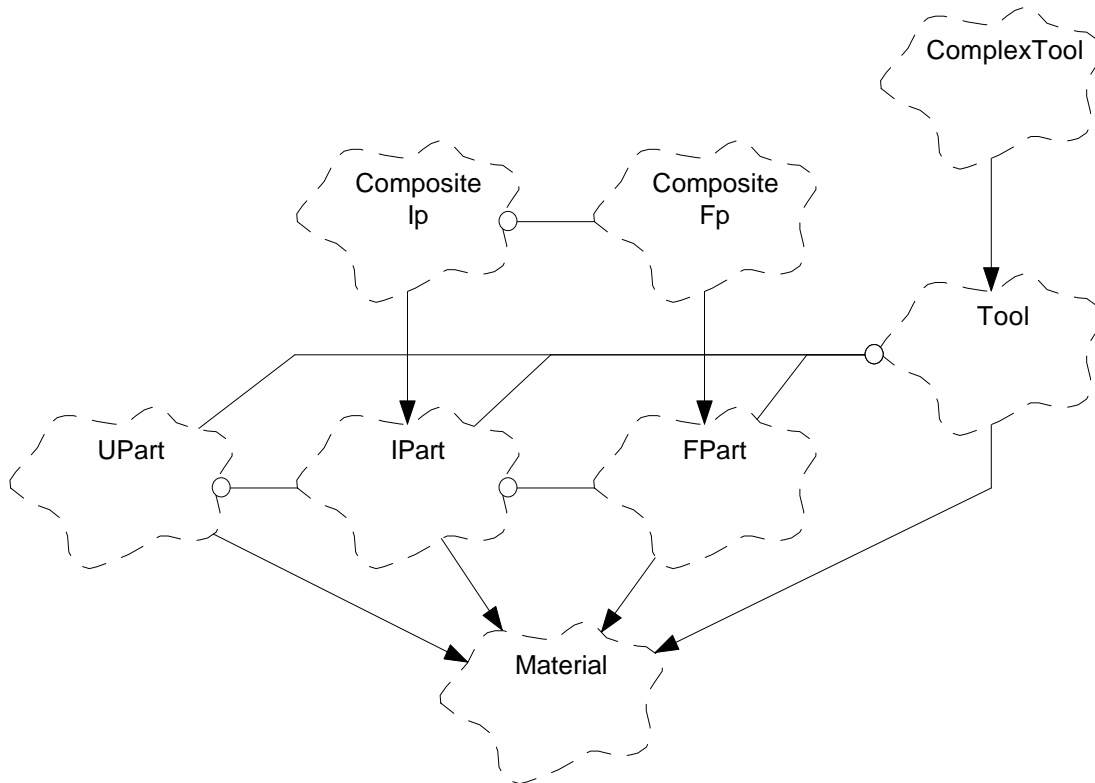 ComplexTool
Composite
Ip
Composite
Fp
Tool
UPart
IPart
FPart
Material